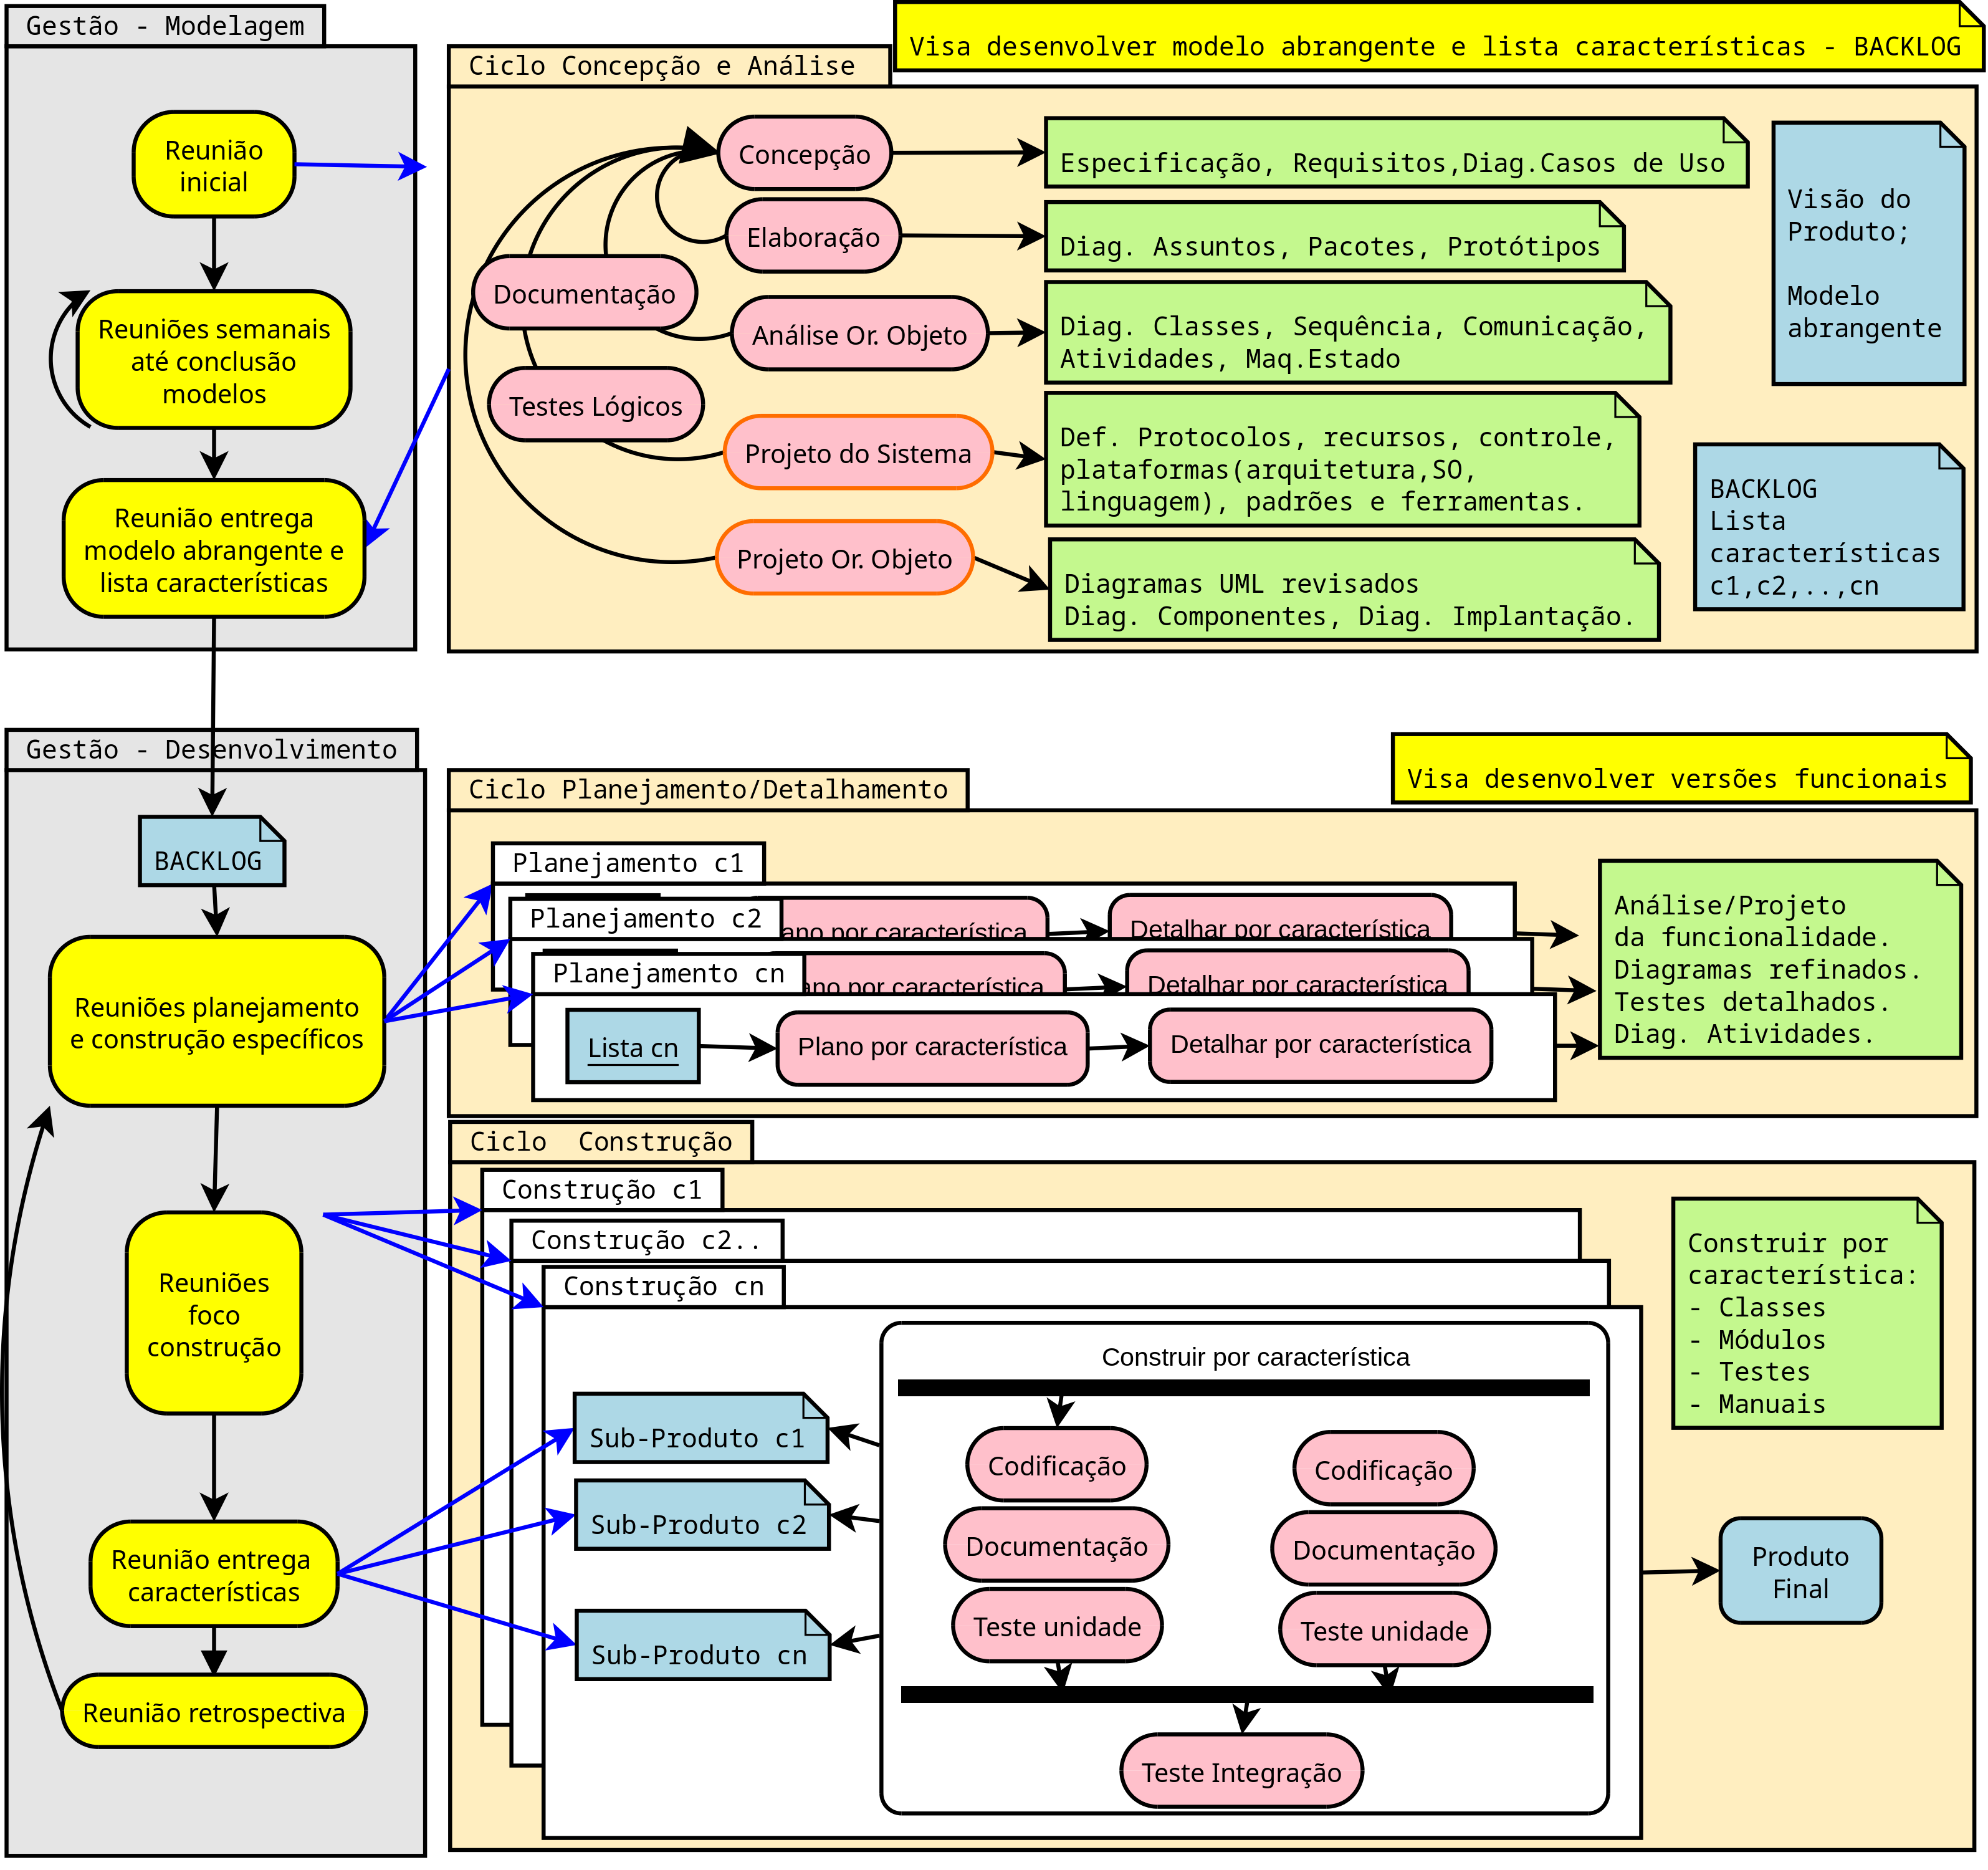 Gestão - Modelagem
Reunião
inicial
Reuniões semanais
até conclusão
modelos
Reunião entrega
modelo abrangente e
lista características
Visa desenvolver modelo abrangente e lista características - BACKLOG
Ciclo Concepção e Análise
Concepção
Especificação, Requisitos,Diag.Casos de Uso
Elaboração
Diag. Assuntos, Pacotes, Protótipos
Documentação
Análise Or. Objeto
Diag. Classes, Sequência, Comunicação,
Atividades, Maq.Estado
Testes Lógicos
Projeto do Sistema
Def. Protocolos, recursos, controle,
plataformas(arquitetura,SO,
linguagem), padrões e ferramentas.
Projeto Or. Objeto
Diagramas UML revisados
Diag. Componentes, Diag. Implantação.
Visão do
Produto;
Modelo
abrangente
BACKLOG
Lista
características
c1,c2,..,cn
Gestão - Desenvolvimento
BACKLOG
Reuniões planejamento
e construção específicos
Reuniões
foco
construção
Reunião entrega
características
Reunião retrospectiva
Visa desenvolver versões funcionais
Ciclo Planejamento/Detalhamento
Planejamento c1
por característica
Detalhar por característica
Planejamento c2
por característica
Detalhar por característica
Planejamento cn
Lista cn
Plano por característica
Detalhar por característica
Análise/Projeto
da funcionalidade.
Diagramas refinados.
Testes detalhados.
Diag. Atividades.
Ciclo  Construção
Construção c1
Construção c2..
Construção cn
Construir por característica
Sub-Produto c1
Sub-Produto c2
Sub-Produto cn
Codificação
Documentação
Teste unidade
Codificação
Documentação
Teste unidade
Teste Integração
Construir por
característica:
- Classes
- Módulos
- Testes
- Manuais
Produto
Final